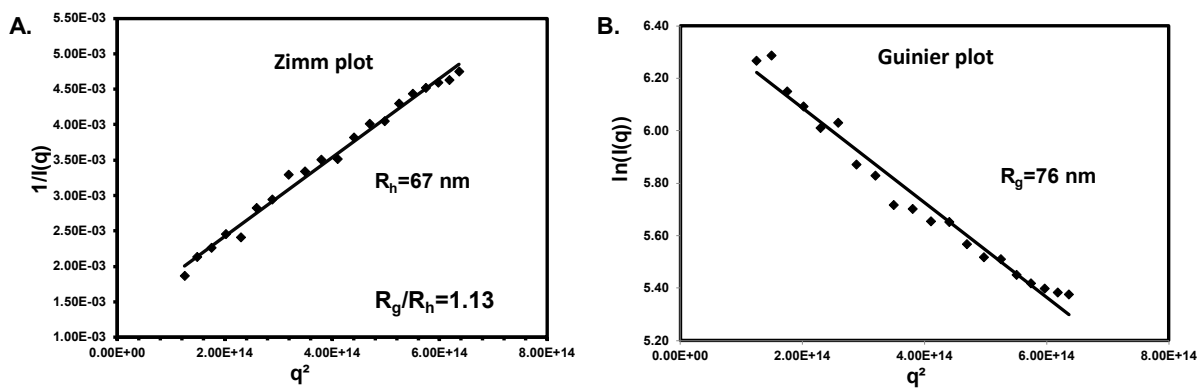 A.
Zimm plot
1/I(q)
5.50E-03
5.00E-03
4.50E-03
4.00E-03
3.50E-03
3.00E-03
2.50E-03
2.00E-03
1.50E-03
1.00E-03
R_h=67 nm
R_g/R_h=1.13
0.00E+00 2.00E+14 4.00E+14 6.00E+14 8.00E+14
q²
B.
Guinier plot
ln(I(q))
6.40
6.20
6.00
5.80
5.60
5.40
5.20
R_g=76 nm
0.00E+00 2.00E+14 4.00E+14 6.00E+14 8.00E+14
q²